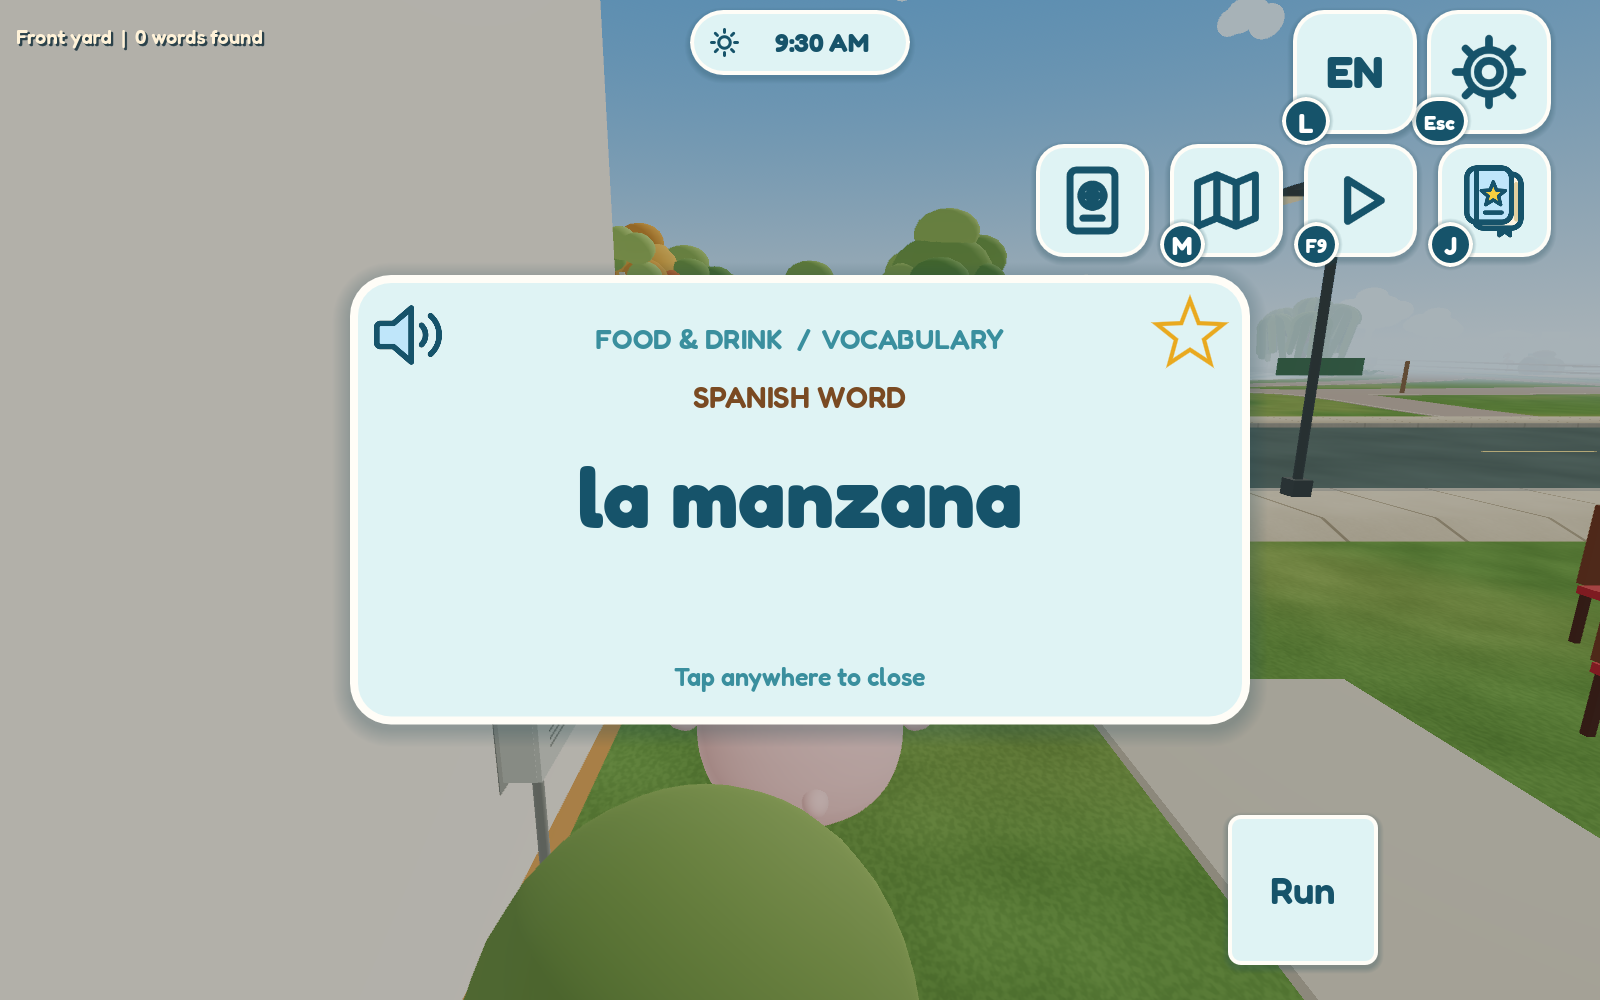 Front yard | 0 words found
9:30 AM
EN
L
Esc
M
F9
J
FOOD & DRINK / VOCABULARY
SPANISH WORD
la manzana
Tap anywhere to close
Run